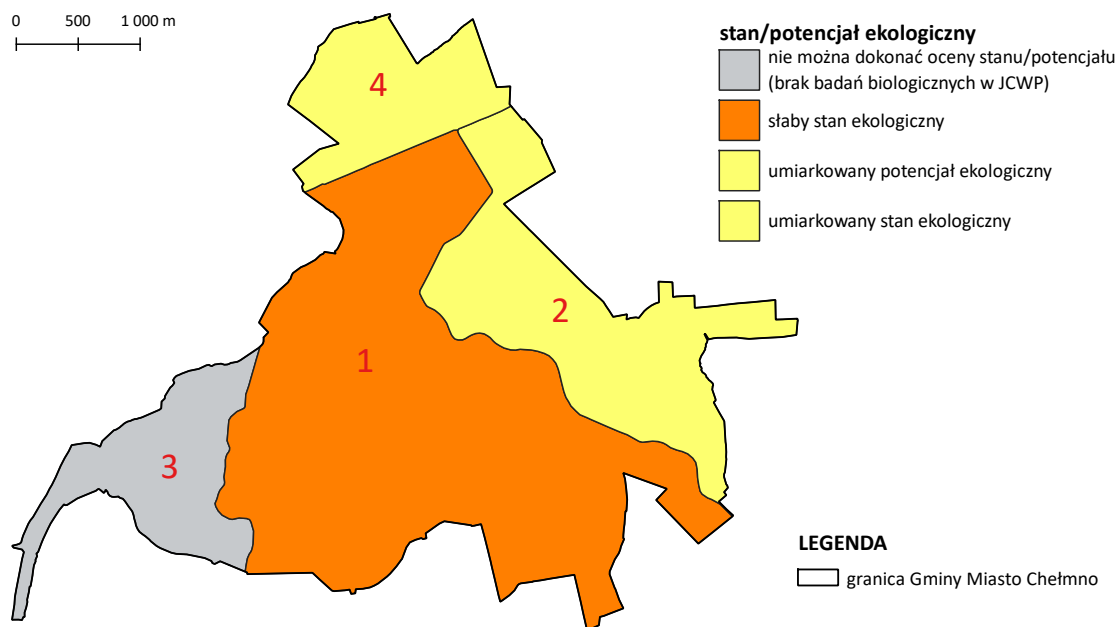 0 500 1 000 m
stan/potencjał ekologiczny
nie można dokonać oceny stanu/potencjału
(brak badań biologicznych w JCWP)
słaby stan ekologiczny
umiarkowany potencjał ekologiczny
umiarkowany stan ekologiczny
4
2
1
3
LEGENDA
granica Gminy Miasto Chełmno